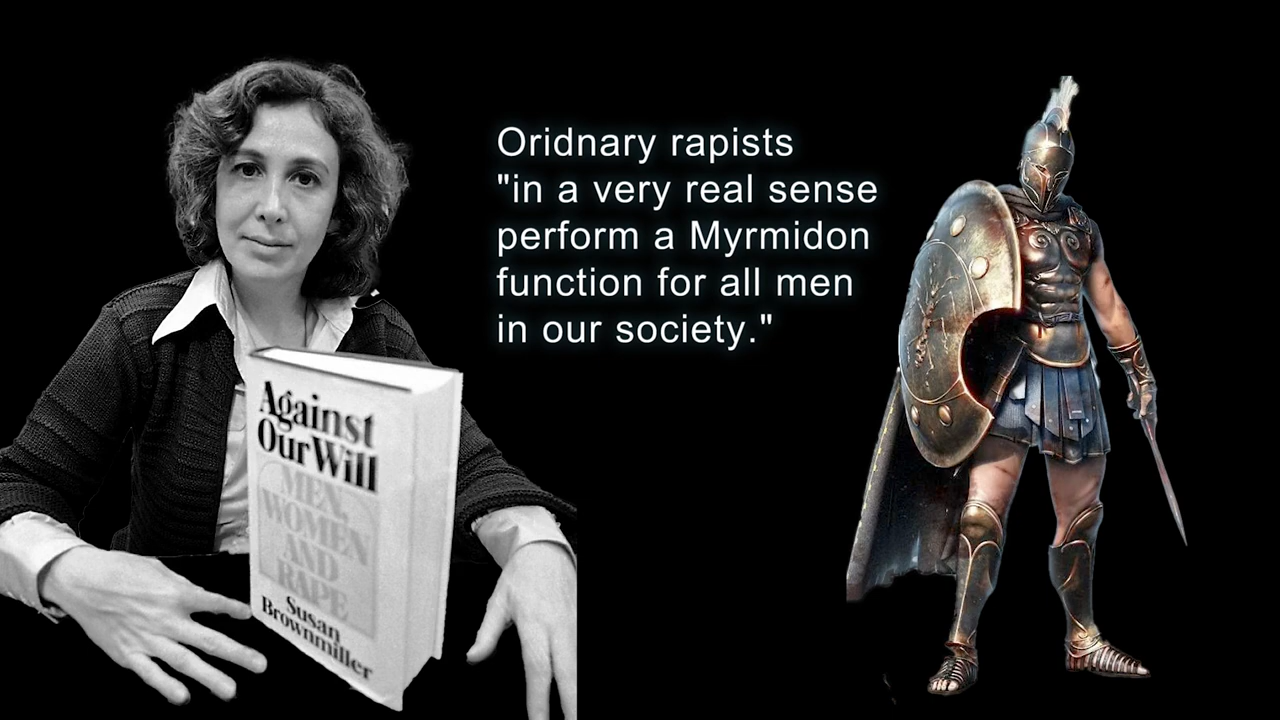 Oridnary rapists
"in a very real sense
perform a Myrmidon
function for all men
in our society."
Against
Our Will
MEN,
WOMEN
AND
RAPE
Susan
Brownmiller